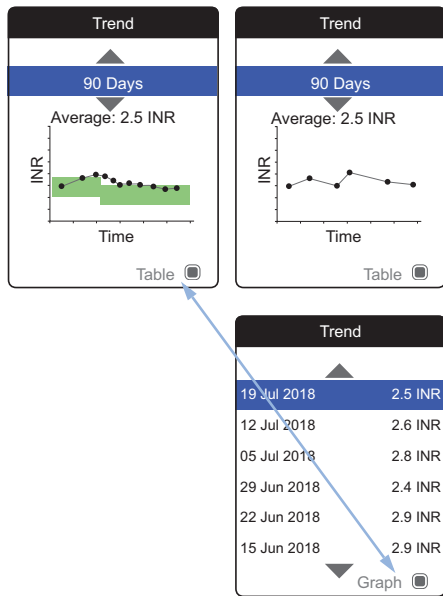 Trend
90 Days
Average: 2.5 INR
INR
Time
Table
Trend
90 Days
Average: 2.5 INR
INR
Time
Table
Trend
19 Jul 2018 2.5 INR
12 Jul 2018 2.6 INR
05 Jul 2018 2.8 INR
29 Jun 2018 2.4 INR
22 Jun 2018 2.9 INR
15 Jun 2018 2.9 INR
Graph